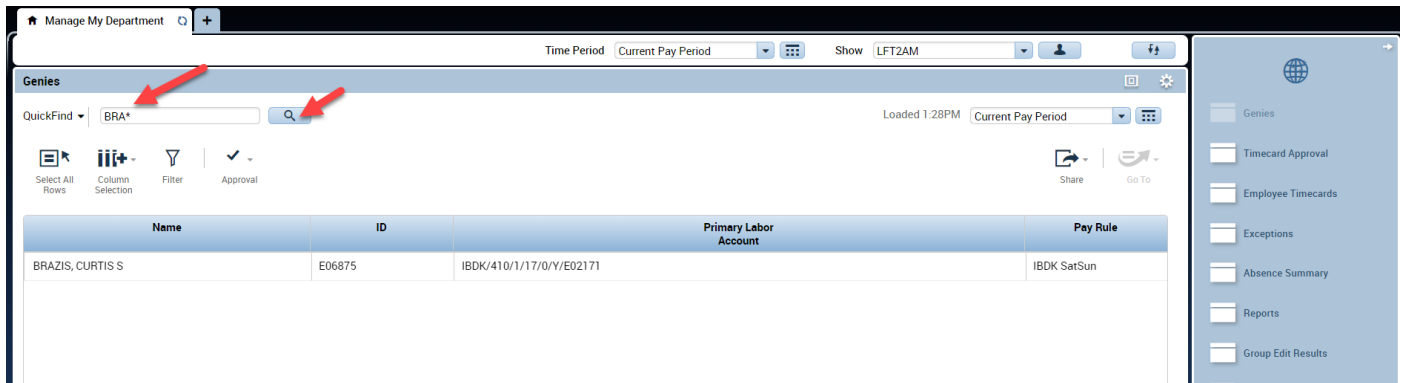 Manage My Department
+
Time Period Current Pay Period Show LFT2AM
Genies
QuickFind BRA* Loaded 1:28PM Current Pay Period
Select All Rows
Column Selection
Filter
Approval
Share
Go To
Name ID Primary Labor Account Pay Rule
BRAZIS, CURTIS S E06875 IBDK/410/1/17/0/Y/E02171 IBDK SatSun
Genies
Timecard Approval
Employee Timecards
Exceptions
Absence Summary
Reports
Group Edit Results